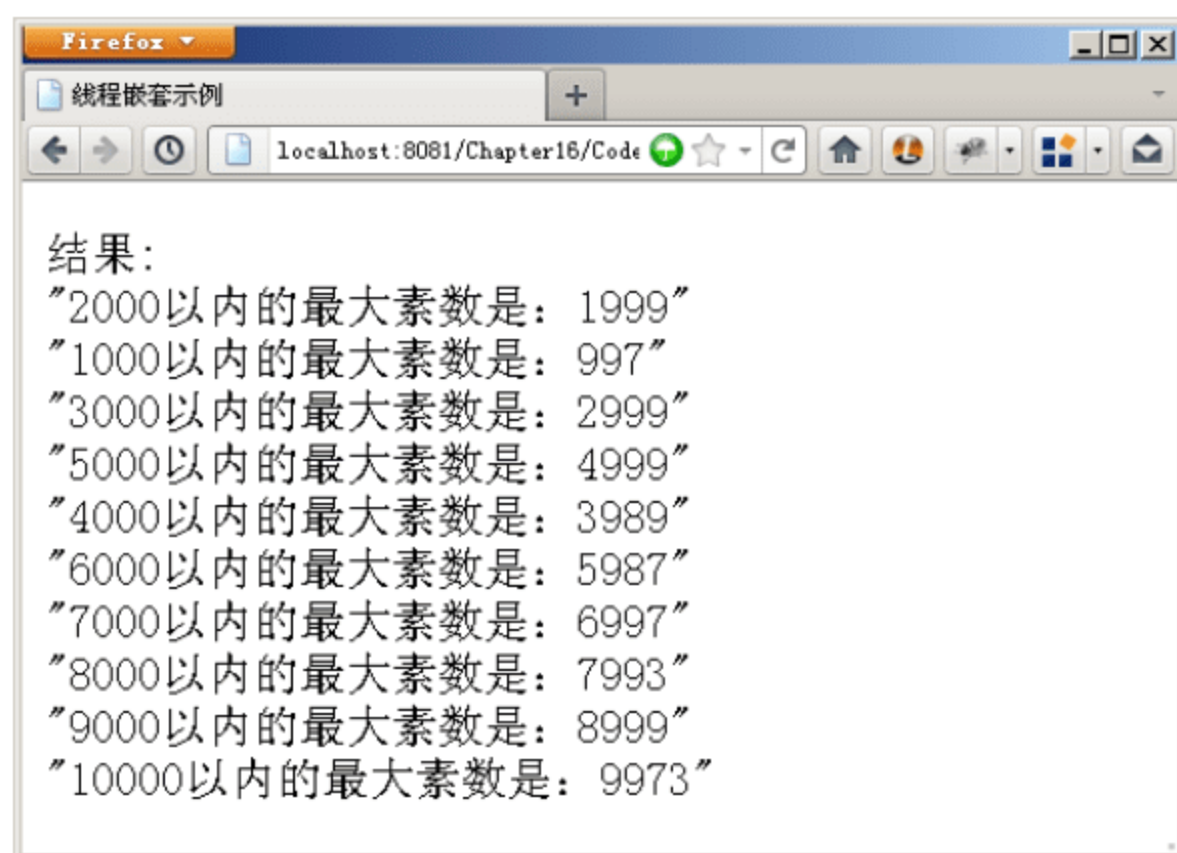 Firefox
线程嵌套示例
localhost:8081/Chapter16/Code
结果:
"2000以内的最大素数是：1999"
"1000以内的最大素数是：997"
"3000以内的最大素数是：2999"
"5000以内的最大素数是：4999"
"4000以内的最大素数是：3989"
"6000以内的最大素数是：5987"
"7000以内的最大素数是：6997"
"8000以内的最大素数是：7993"
"9000以内的最大素数是：8999"
"10000以内的最大素数是：9973"